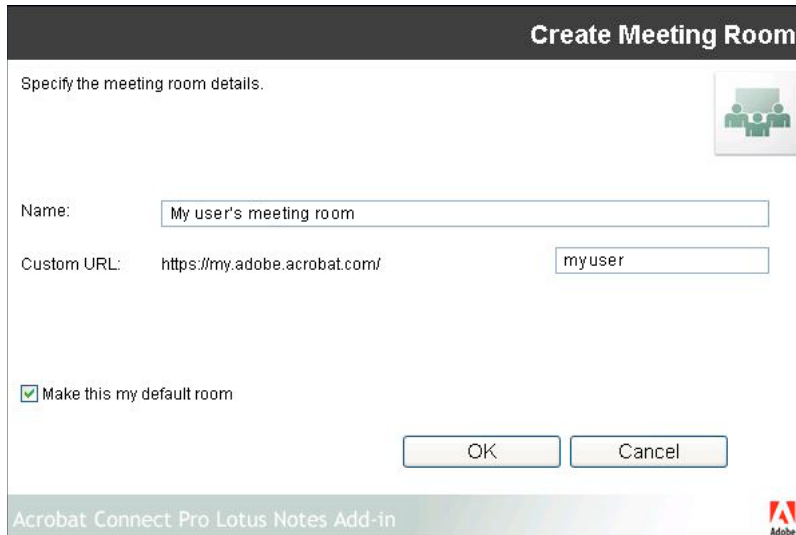 Create Meeting Room
Specify the meeting room details.
Name: My user's meeting room
Custom URL: https://my.adobe.acrobat.com/ myuser
Make this my default room
OK Cancel
Acrobat Connect Pro Lotus Notes Add-in
Adobe